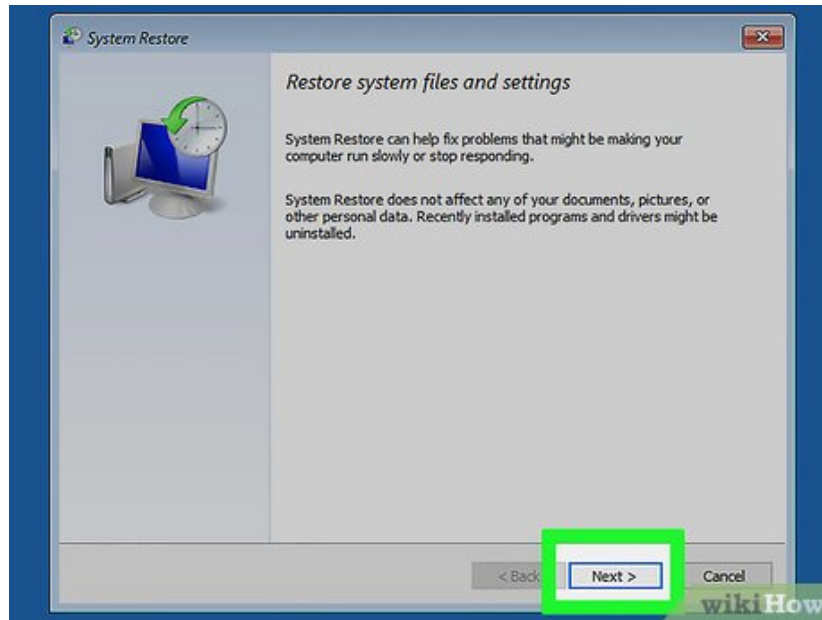 System Restore
Restore system files and settings
System Restore can help fix problems that might be making your
computer run slowly or stop responding.
System Restore does not affect any of your documents, pictures, or
other personal data. Recently installed programs and drivers might be
uninstalled.
< Back Next > Cancel
wikiHow